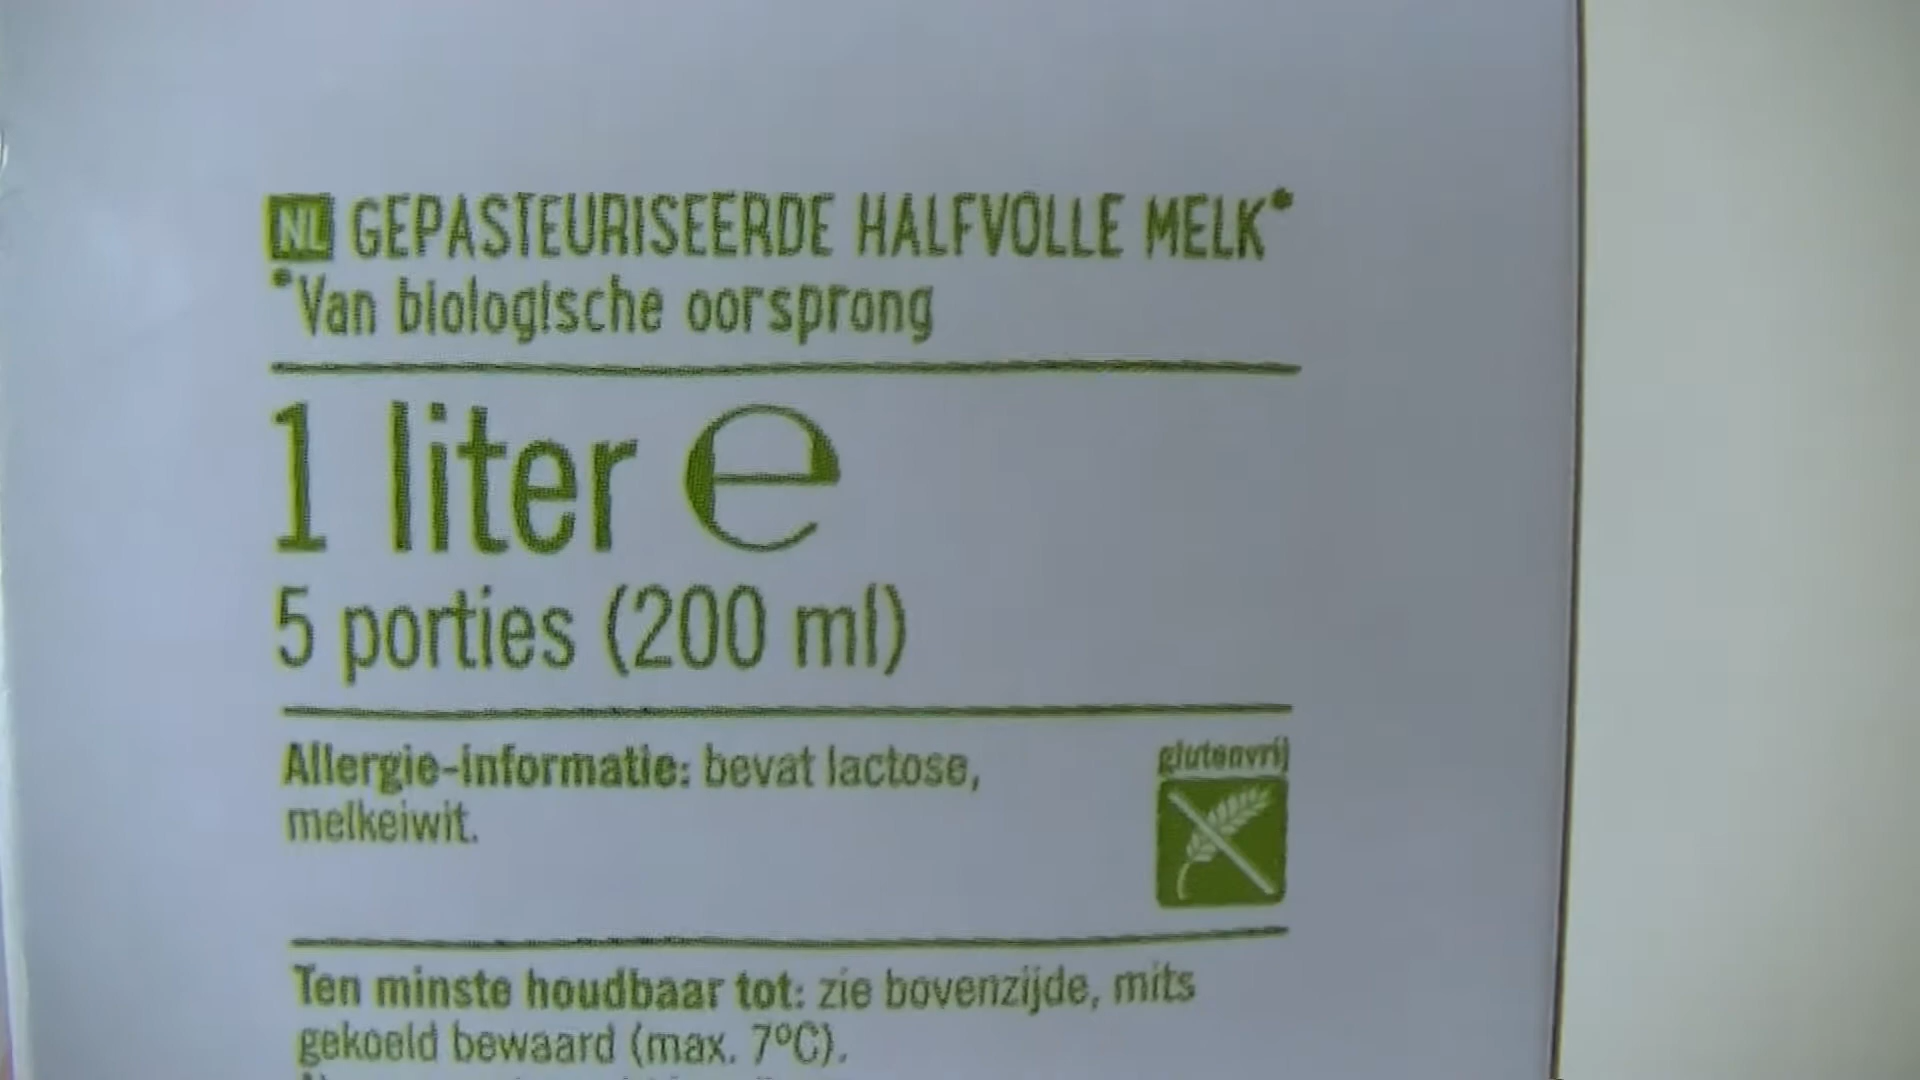 NL GEPASTEURISEERDE HALFVOLLE MELK*
*Van biologische oorsprong
1 liter ℮
5 porties (200 ml)
Allergie-informatie: bevat lactose,
melkeiwit.
glutenvrij
Ten minste houdbaar tot: zie bovenzijde, mits
gekoeld bewaard (max. 7ºC).